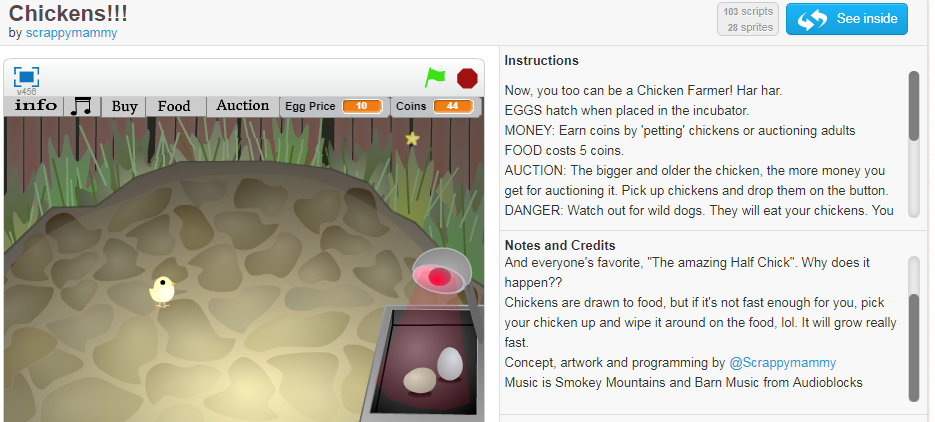 Chickens!!!
by scrappymammy
103 scripts
28 sprites
See inside
v456
info
Buy
Food
Auction
Egg Price 10
Coins 44
Instructions
Now, you too can be a Chicken Farmer! Har har.
EGGS hatch when placed in the incubator.
MONEY: Earn coins by 'petting' chickens or auctioning adults
FOOD costs 5 coins.
AUCTION: The bigger and older the chicken, the more money you
get for auctioning it. Pick up chickens and drop them on the button.
DANGER: Watch out for wild dogs. They will eat your chickens. You
Notes and Credits
And everyone's favorite, "The amazing Half Chick". Why does it
happen??
Chickens are drawn to food, but if it's not fast enough for you, pick
your chicken up and wipe it around on the food, lol. It will grow really
fast.
Concept, artwork and programming by @Scrappymammy
Music is Smokey Mountains and Barn Music from Audioblocks